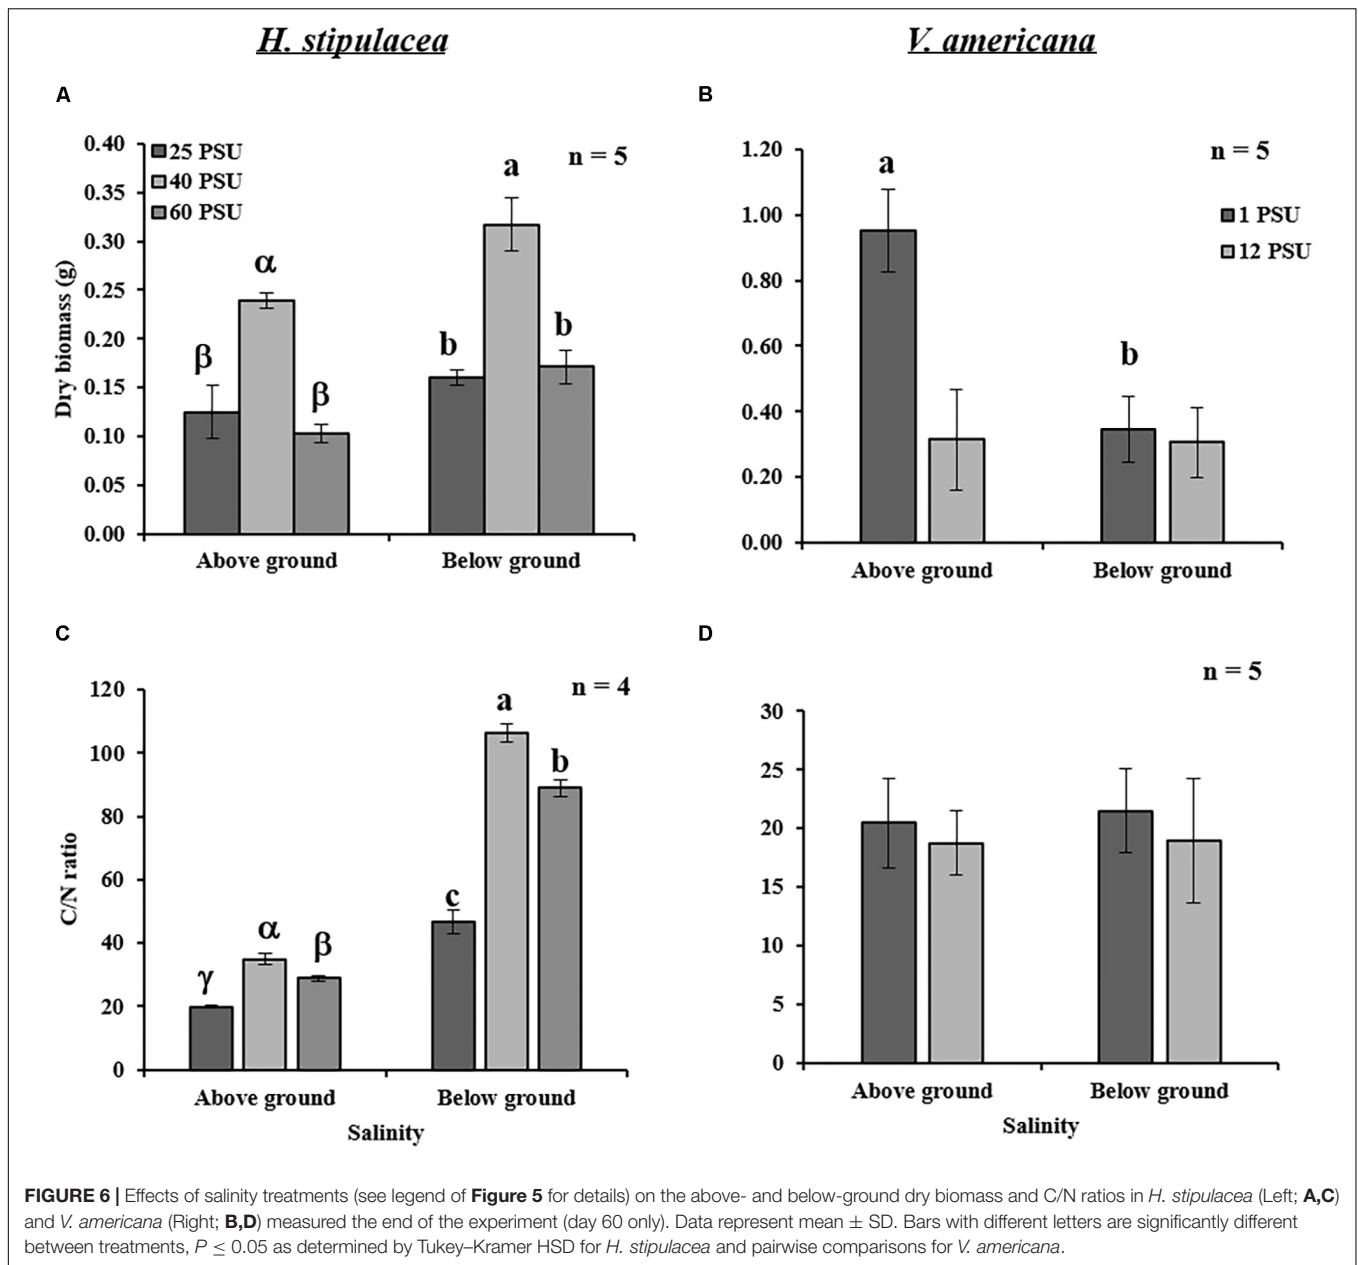 H. stipulacea
V. americana
A
B
0.40
0.35
0.30
0.25
0.20
0.15
0.10
0.05
0.00
Dry biomass (g)
25 PSU
40 PSU
60 PSU
n = 5
β
α
β
b
a
b
Above ground
Below ground
1.20
1.00
0.80
0.60
0.40
0.20
0.00
n = 5
1 PSU
12 PSU
a
b
Above ground
Below ground
C
D
120
100
80
60
40
20
0
C/N ratio
n = 4
γ
α
β
c
a
b
Above ground
Below ground
Salinity
30
25
20
15
10
5
0
n = 5
Above ground
Below ground
Salinity
FIGURE 6 | Effects of salinity treatments (see legend of Figure 5 for details) on the above- and below-ground dry biomass and C/N ratios in H. stipulacea (Left; A,C)
and V. americana (Right; B,D) measured the end of the experiment (day 60 only). Data represent mean ± SD. Bars with different letters are significantly different
between treatments, P ≤ 0.05 as determined by Tukey–Kramer HSD for H. stipulacea and pairwise comparisons for V. americana.